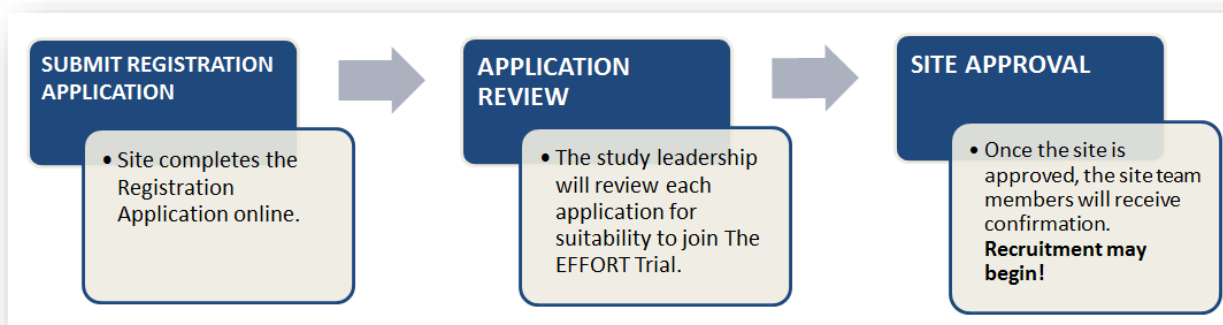 SUBMIT REGISTRATION
APPLICATION
• Site completes the
Registration
Application online.
APPLICATION
REVIEW
• The study leadership
will review each
application for
suitability to join The
EFFORT Trial.
SITE APPROVAL
• Once the site is
approved, the site team
members will receive
confirmation.
Recruitment may
begin!